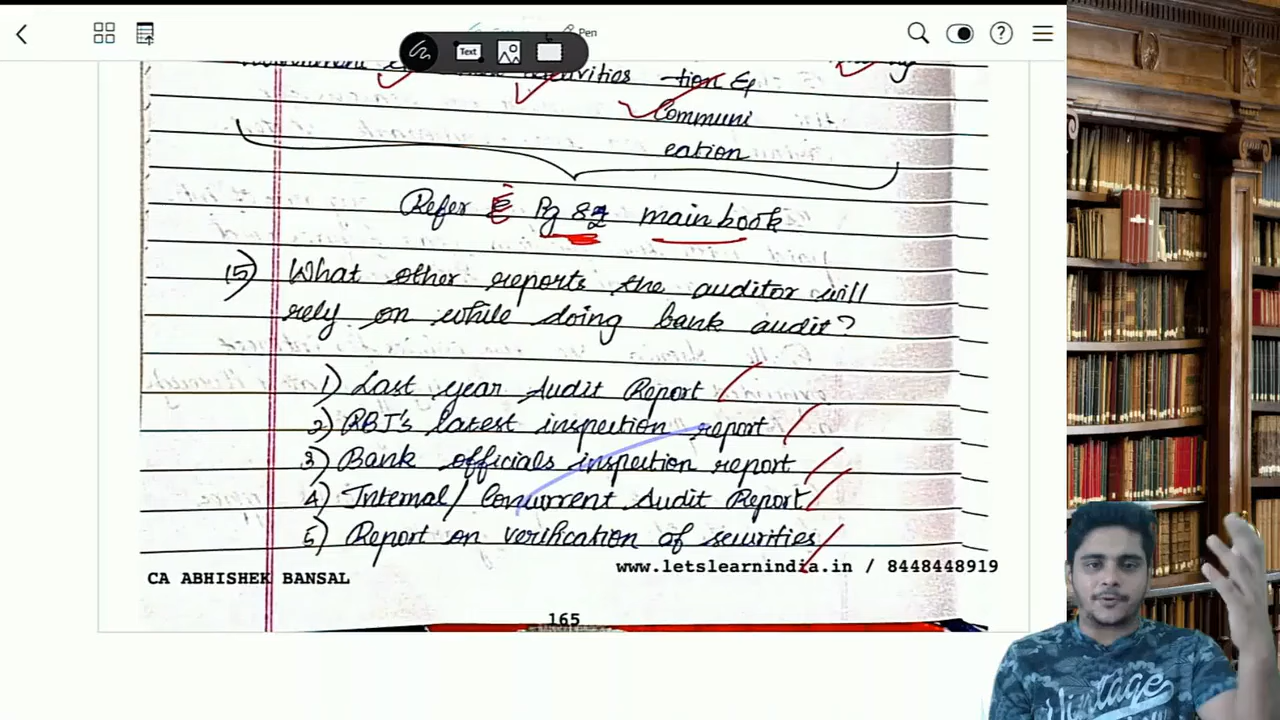 Pen
Text
tion &
Communi
cation
Refer Pg 82 main book
15) What other reports the auditor will
rely on while doing bank audit?
1) Last year Audit Report
2) RBI's latest inspection report
3) Bank officials inspection report
4) Internal/Concurrent Audit Report
5) Report on verification of securities
CA ABHISHEK BANSAL
www.letslearnindia.in / 8448448919
165